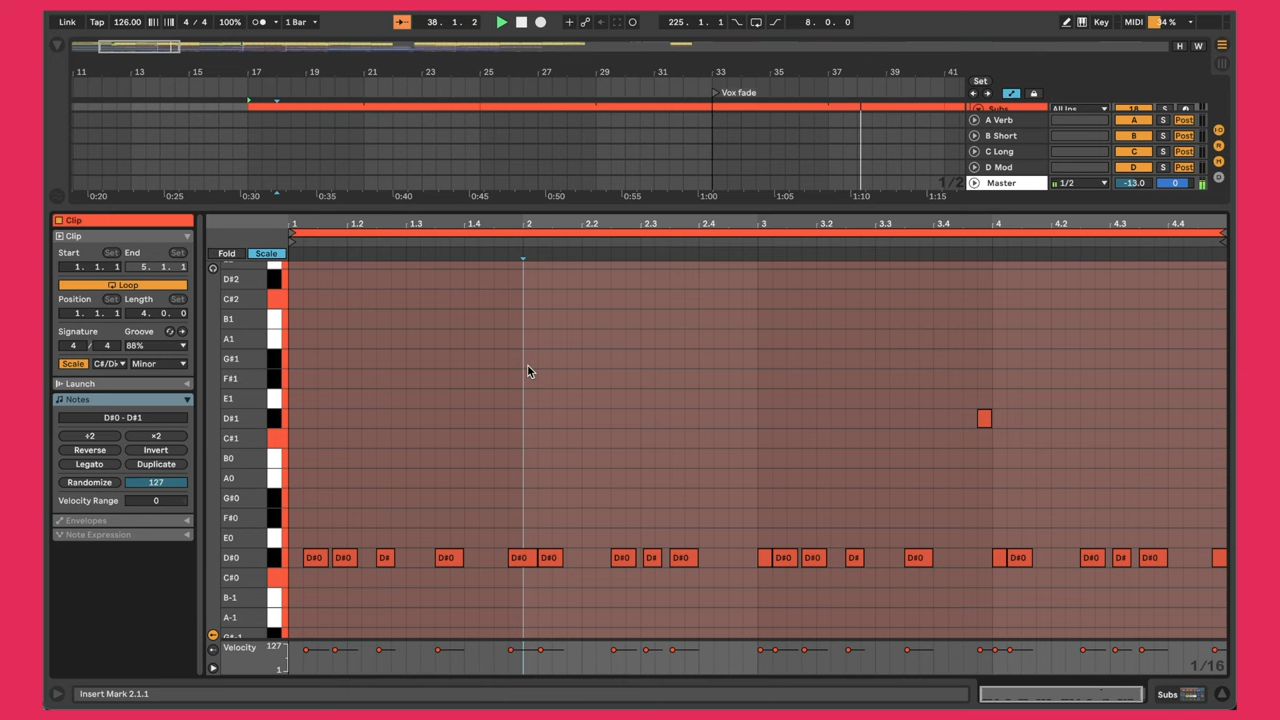 Link Tap 126.00 4 / 4 100% 1 Bar 38. 1. 2 225. 1. 1 8. 0. 0 Key MIDI 34 %
H W
11 13 15 17 19 21 23 25 27 29 31 33 35 37 39 41
Set
Vox fade
Subs All Ins 18 S
A Verb A S Post
B Short B S Post
C Long C S Post
D Mod D S Post
1/2 Master 1/2 -13.0 0
0:20 0:25 0:30 0:35 0:40 0:45 0:50 0:55 1:00 1:05 1:10 1:15
Clip
Clip
Start Set End Set
1. 1. 1 5. 1. 1
Loop
Position Set Length Set
1. 1. 1 4. 0. 0
Signature Groove
4 / 4 88%
Scale C#/D♭ Minor
Launch
Notes
D#0 - D#1
÷2 ×2
Reverse Invert
Legato Duplicate
Randomize 127
Velocity Range 0
Envelopes
Note Expression
1 1.2 1.3 1.4 2 2.2 2.3 2.4 3 3.2 3.3 3.4 4 4.2 4.3 4.4
Fold Scale
D#2
C#2
B1
A1
G#1
F#1
E1
D#1
C#1
B0
A0
G#0
F#0
E0
D#0 D#0 D#0 D# D#0 D#0 D#0 D#0 D# D#0 D#0 D#0 D# D#0 D#0 D#0 D# D#0
C#0
B-1
A-1
G#-1
Velocity 127
1
1/16
Insert Mark 2.1.1 Subs